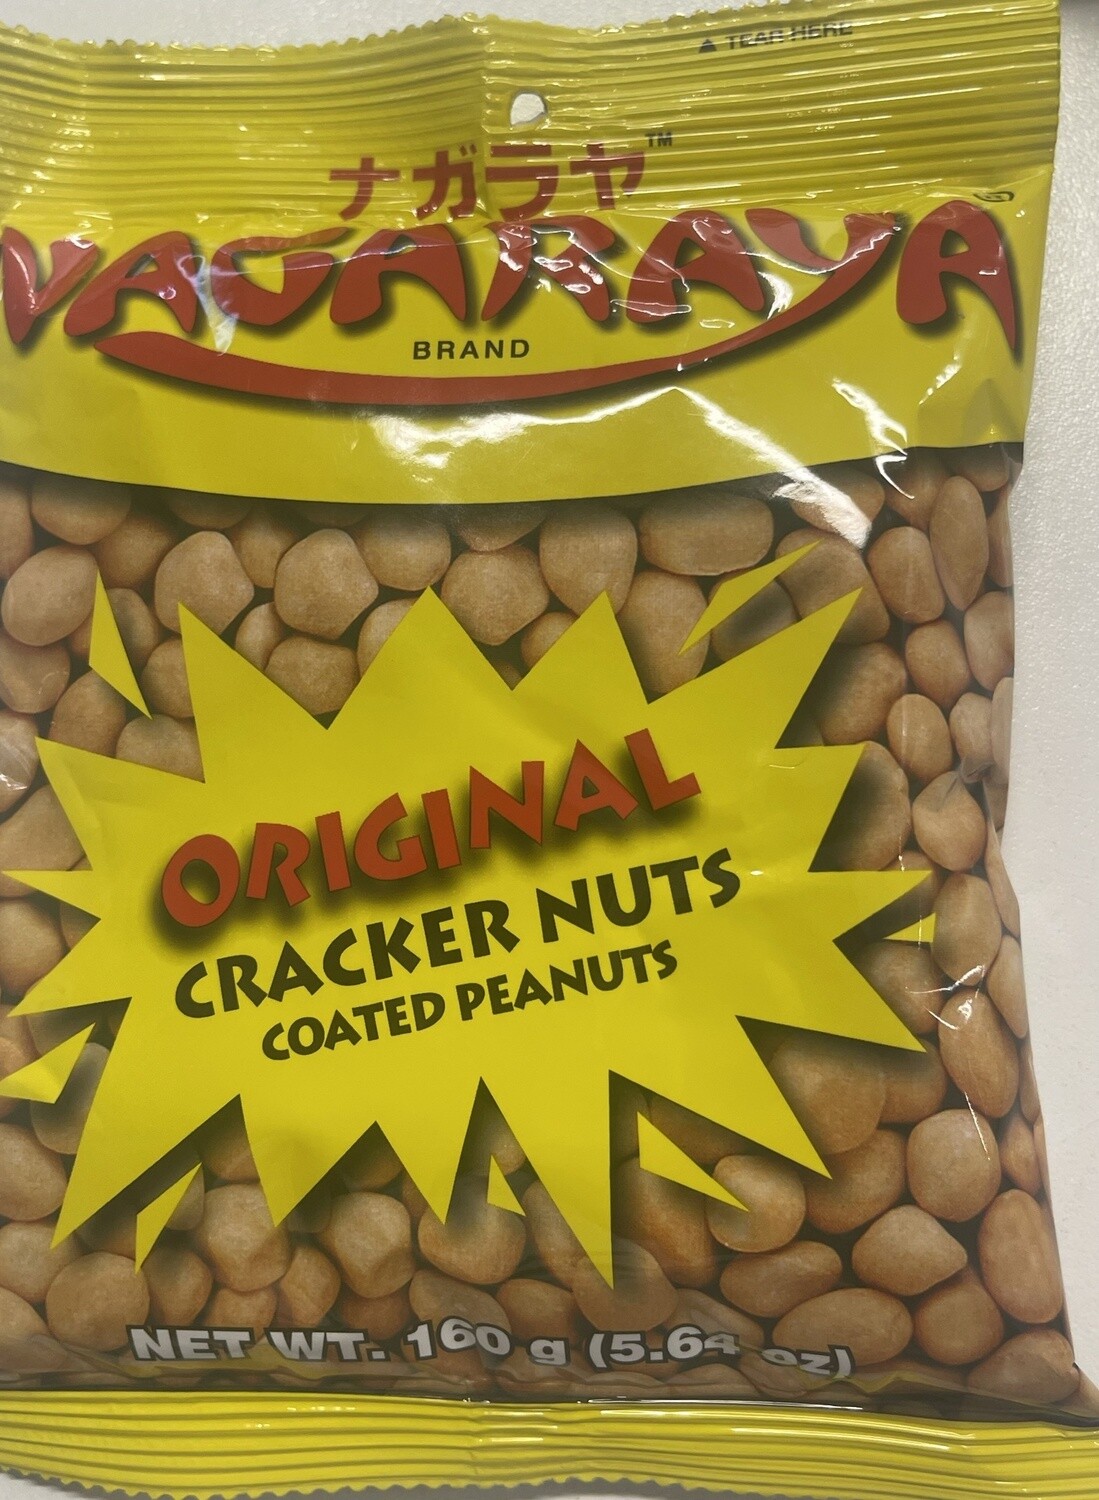 ▲ TEAR HERE
ナガラヤ™
NAGARAYA®
BRAND
ORIGINAL
CRACKER NUTS
COATED PEANUTS
NET WT. 160 g (5.64 oz)